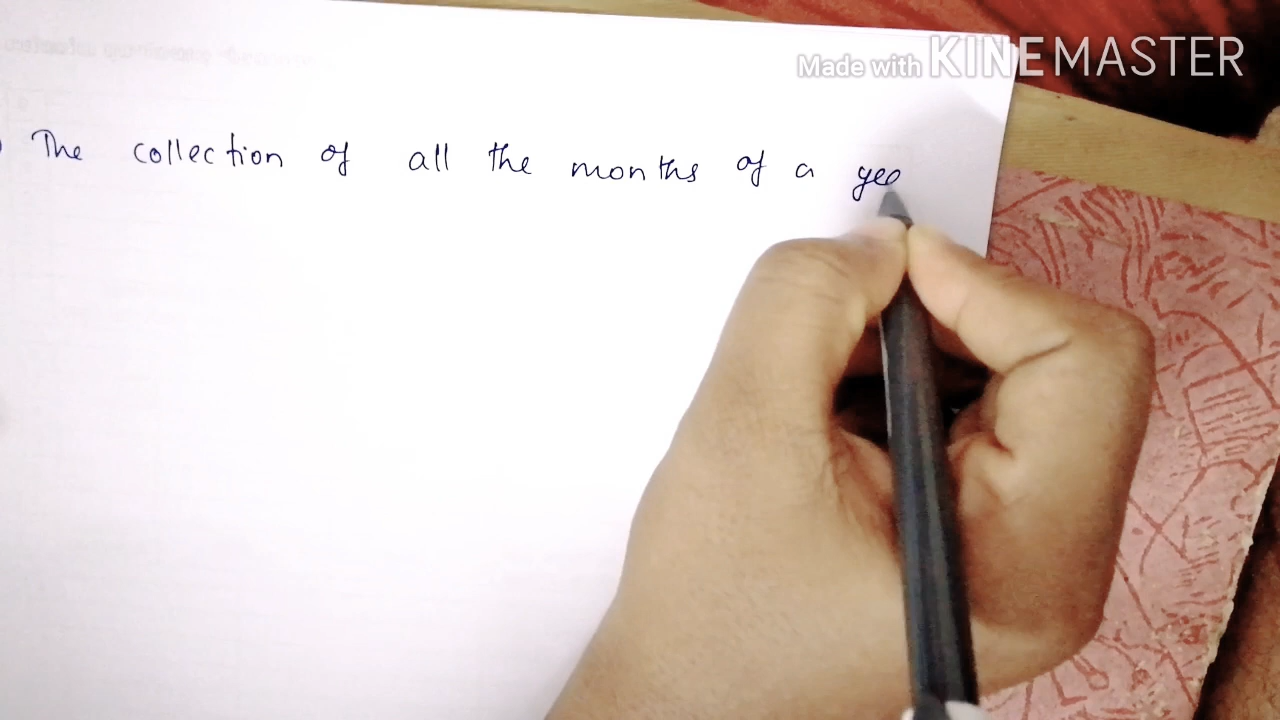 Made with KINEMASTER
The collection of all the months of a yea